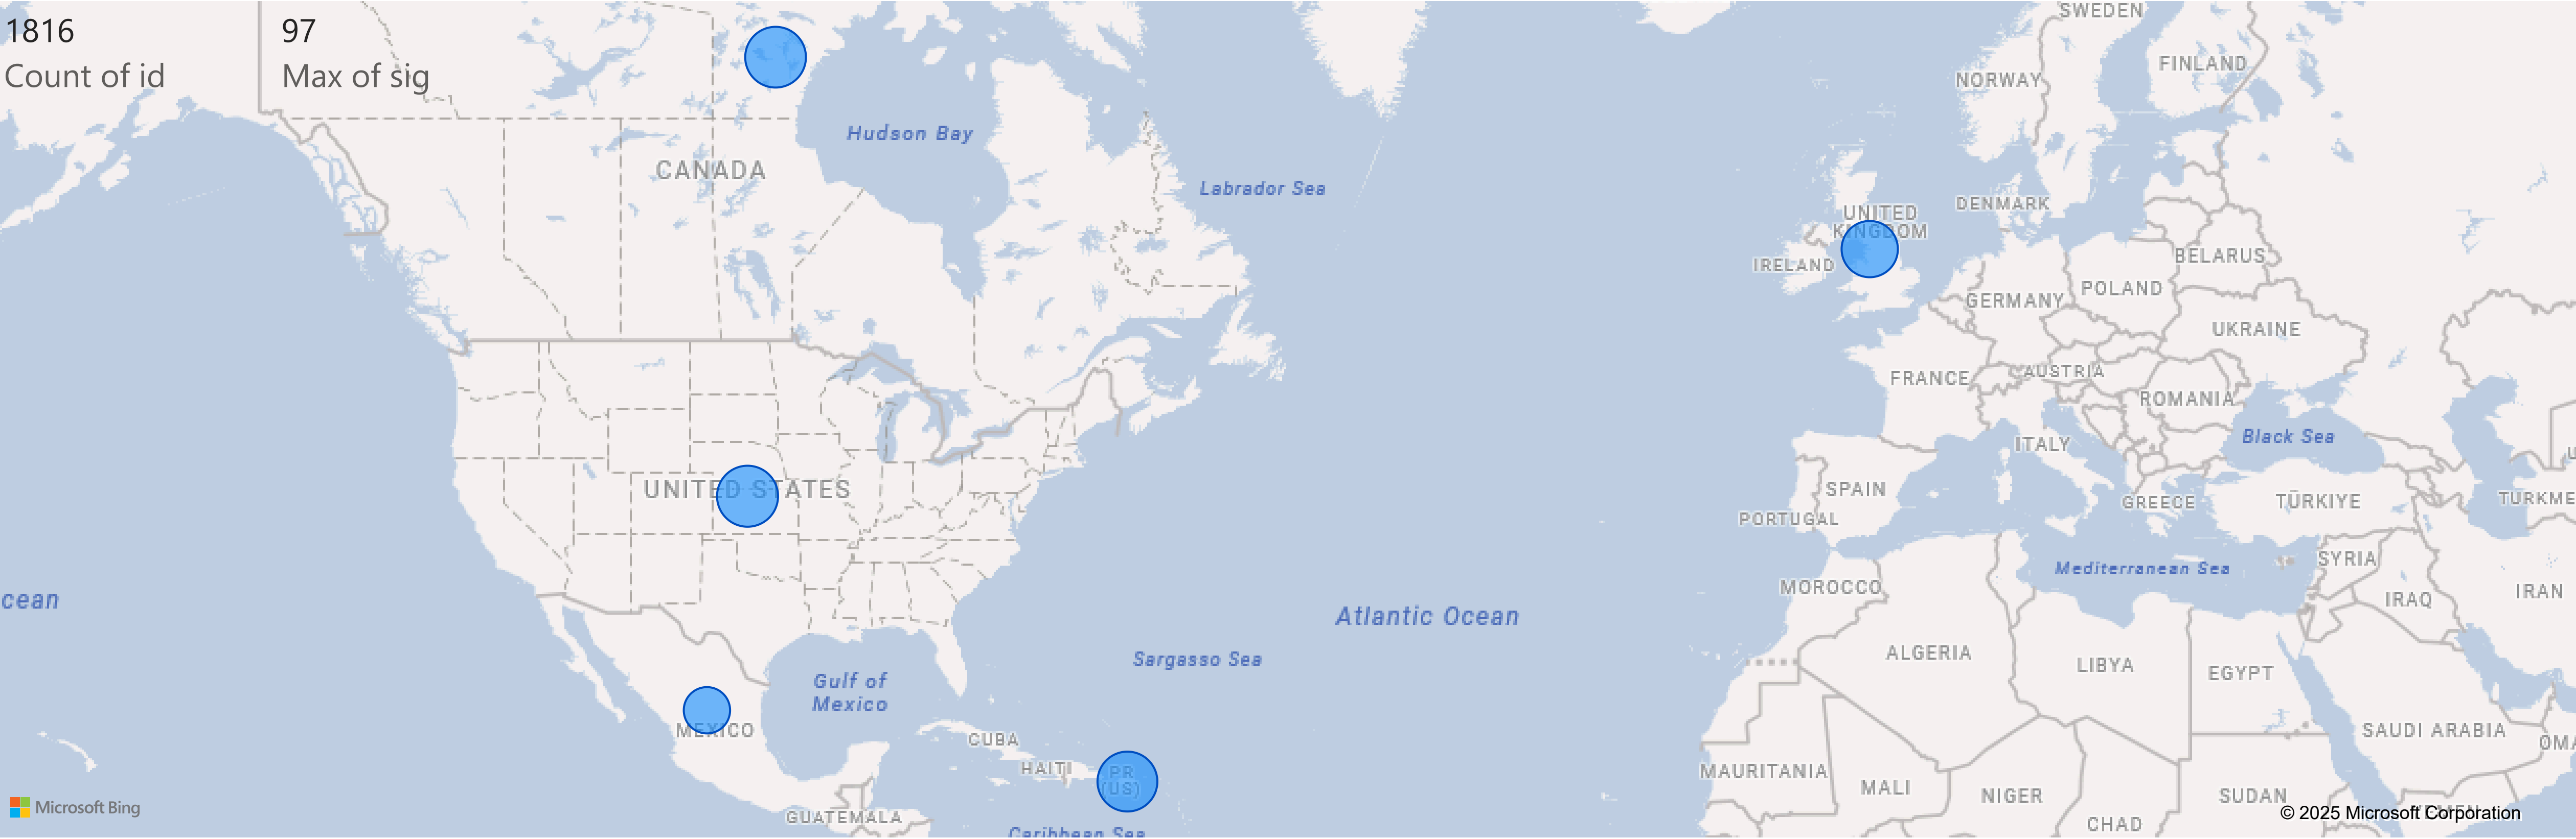 1816
Count of id
97
Max of sig
SWEDEN
FINLAND
NORWAY
Hudson Bay
CANADA
Labrador Sea
DENMARK
UNITED
KINGDOM
IRELAND
BELARUS
POLAND
GERMANY
UKRAINE
FRANCE
AUSTRIA
ROMANIA
Black Sea
ITALY
UNITED STATES
SPAIN
GREECE
TÜRKIYE
TURKME
PORTUGAL
SYRIA
Mediterranean Sea
MOROCCO
IRAQ
IRAN
cean
Atlantic Ocean
Sargasso Sea
ALGERIA
LIBYA
EGYPT
Gulf of
Mexico
MEXICO
SAUDI ARABIA
CUBA
OMA
HAITI
PR
(US)
MAURITANIA
MALI
NIGER
SUDAN
YEMEN
Microsoft Bing
GUATEMALA
© 2025 Microsoft Corporation
CHAD
Caribbean Sea